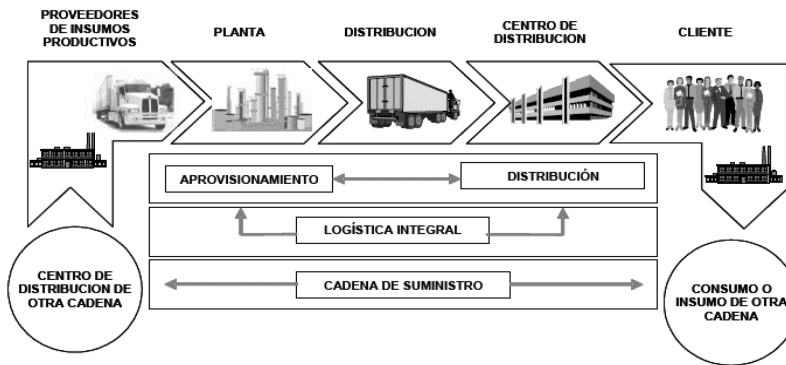 PROVEEDORES
DE INSUMOS
PRODUCTIVOS
PLANTA
DISTRIBUCION
CENTRO DE
DISTRIBUCION
CLIENTE
APROVISIONAMIENTO
DISTRIBUCIÓN
LOGÍSTICA INTEGRAL
CADENA DE SUMINISTRO
CENTRO DE
DISTRIBUCION DE
OTRA CADENA
CONSUMO O
INSUMO DE OTRA
CADENA